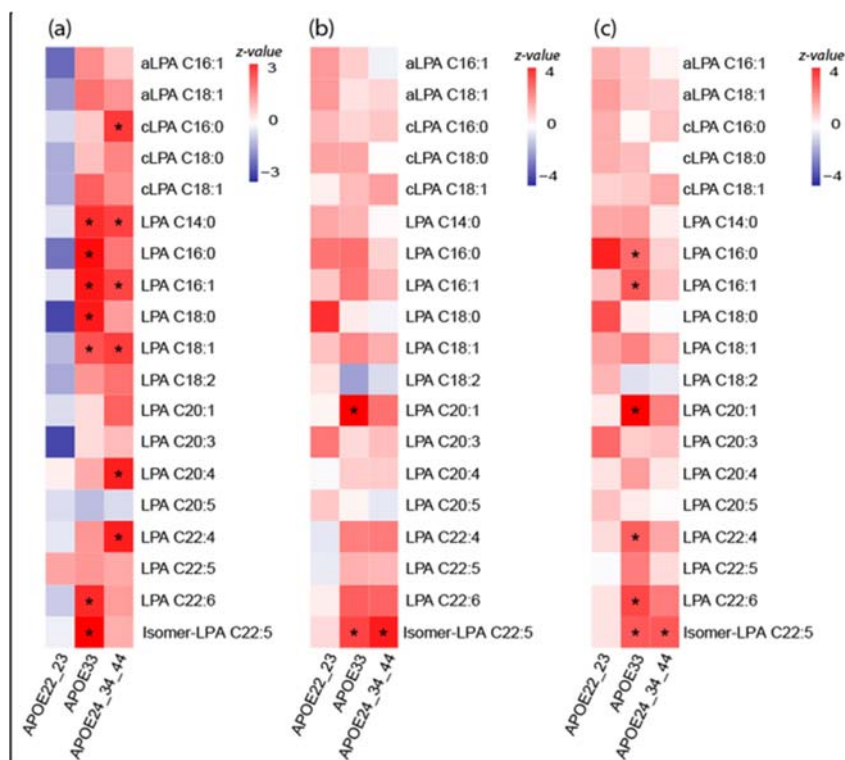 (a)
z-value
3
−3
aLPA C16:1
aLPA C18:1
cLPA C16:0
cLPA C18:0
cLPA C18:1
LPA C14:0
* *
LPA C16:0
*
LPA C16:1
* *
LPA C18:0
*
LPA C18:1
* *
LPA C18:2
LPA C20:1
LPA C20:3
LPA C20:4
*
LPA C20:5
LPA C22:4
*
LPA C22:5
LPA C22:6
*
Isomer-LPA C22:5
*
*
APOE22_23
APOE33
APOE24_34_44
(b)
z-value
4
−4
aLPA C16:1
aLPA C18:1
cLPA C16:0
cLPA C18:0
cLPA C18:1
LPA C14:0
LPA C16:0
LPA C16:1
LPA C18:0
LPA C18:1
LPA C18:2
LPA C20:1
*
LPA C20:3
LPA C20:4
LPA C20:5
LPA C22:4
LPA C22:5
LPA C22:6
Isomer-LPA C22:5
* *
APOE22_23
APOE33
APOE24_34_44
(c)
z-value
4
−4
aLPA C16:1
aLPA C18:1
cLPA C16:0
cLPA C18:0
cLPA C18:1
LPA C14:0
LPA C16:0
*
LPA C16:1
*
LPA C18:0
LPA C18:1
LPA C18:2
LPA C20:1
*
LPA C20:3
LPA C20:4
LPA C20:5
LPA C22:4
*
LPA C22:5
LPA C22:6
*
Isomer-LPA C22:5
* *
APOE22_23
APOE33
APOE24_34_44